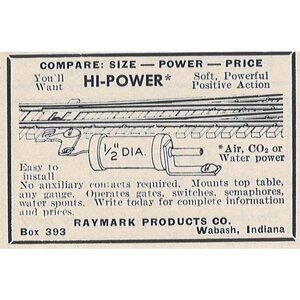 COMPARE: SIZE — POWER — PRICE
You'll Want
HI-POWER*
Soft, Powerful
Positive Action
½" DIA.
*Air, CO₂ or
Water power
Easy to
install
No auxiliary contacts required. Mounts top table,
any gauge. Operates gates, switches, semaphores,
water spouts. Write today for complete information
and prices.
RAYMARK PRODUCTS CO.
Box 393
Wabash, Indiana